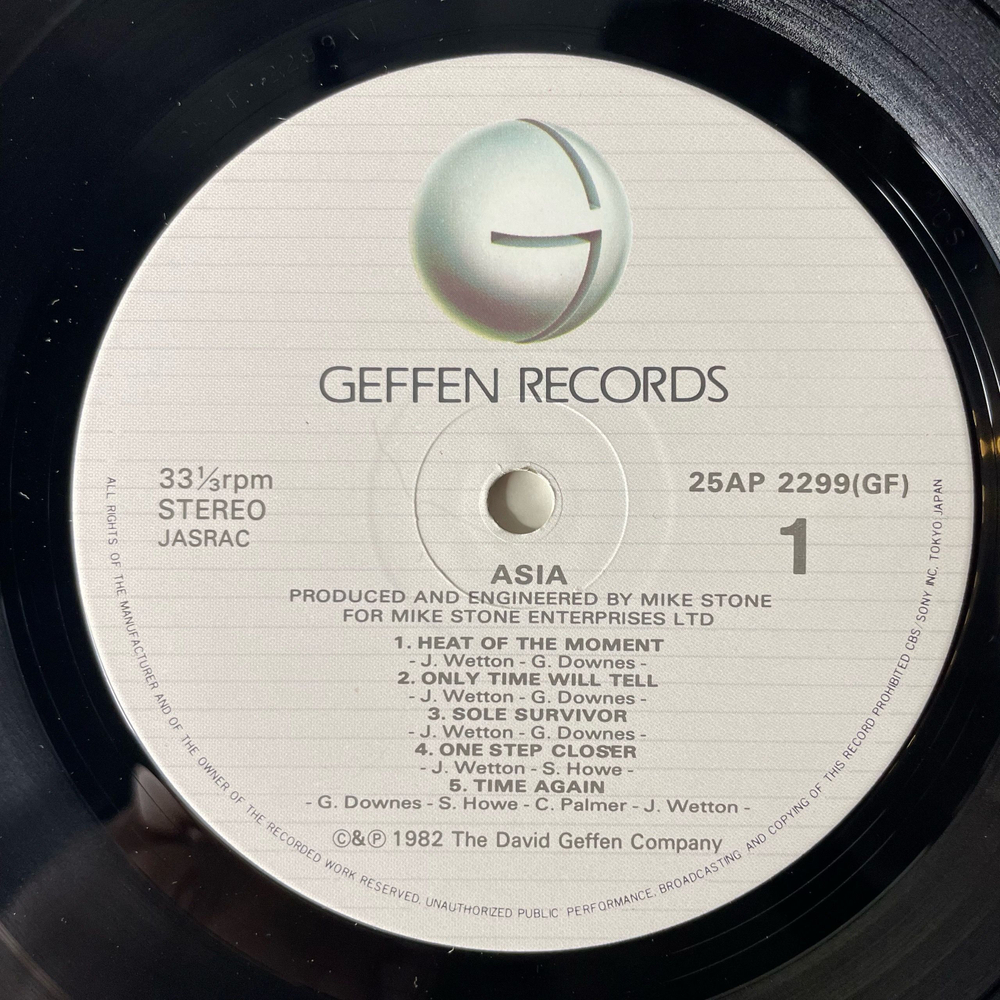 GEFFEN RECORDS
33⅓rpm
STEREO
JASRAC
25AP 2299(GF)
1
ASIA
PRODUCED AND ENGINEERED BY MIKE STONE
FOR MIKE STONE ENTERPRISES LTD
1. HEAT OF THE MOMENT
- J. Wetton - G. Downes -
2. ONLY TIME WILL TELL
- J. Wetton - G. Downes -
3. SOLE SURVIVOR
- J. Wetton - G. Downes -
4. ONE STEP CLOSER
- J. Wetton - S. Howe -
5. TIME AGAIN
- G. Downes - S. Howe - C. Palmer - J. Wetton -
©&℗ 1982 The David Geffen Company
ALL RIGHTS OF THE MANUFACTURER AND OF THE OWNER OF THE RECORDED WORK RESERVED. UNAUTHORIZED PUBLIC PERFORMANCE, BROADCASTING AND COPYING OF THIS RECORD PROHIBITED CBS/SONY INC. TOKYO JAPAN